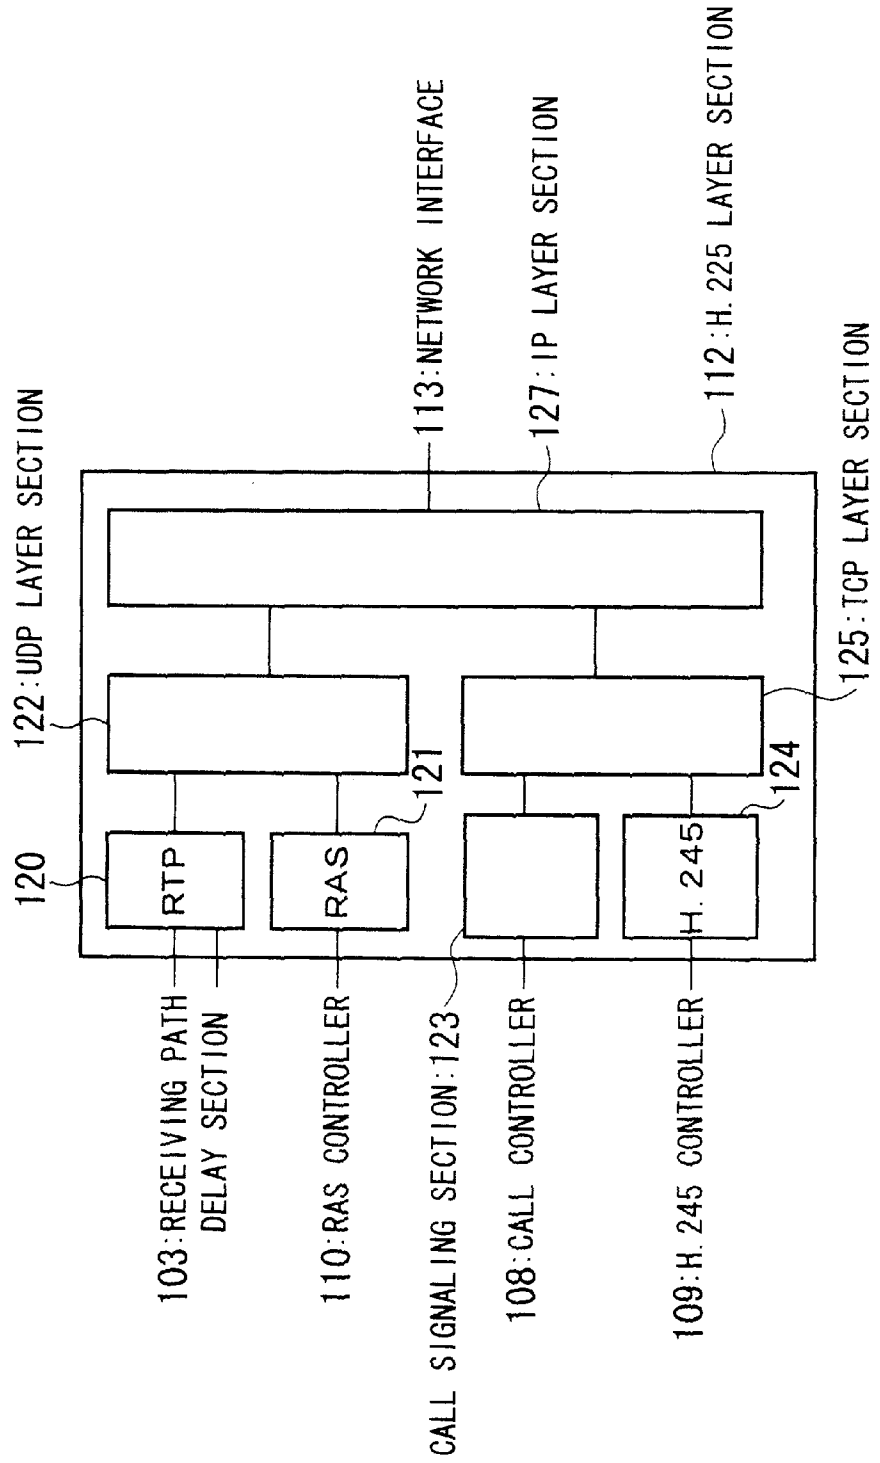 122:UDP LAYER SECTION
120
RTP
103:RECEIVING PATH
DELAY SECTION
121
RAS
110:RAS CONTROLLER
113:NETWORK INTERFACE
127:IP LAYER SECTION
CALL SIGNALING SECTION:123
108:CALL CONTROLLER
124
H.245
109:H.245 CONTROLLER
112:H.225 LAYER SECTION
125:TCP LAYER SECTION